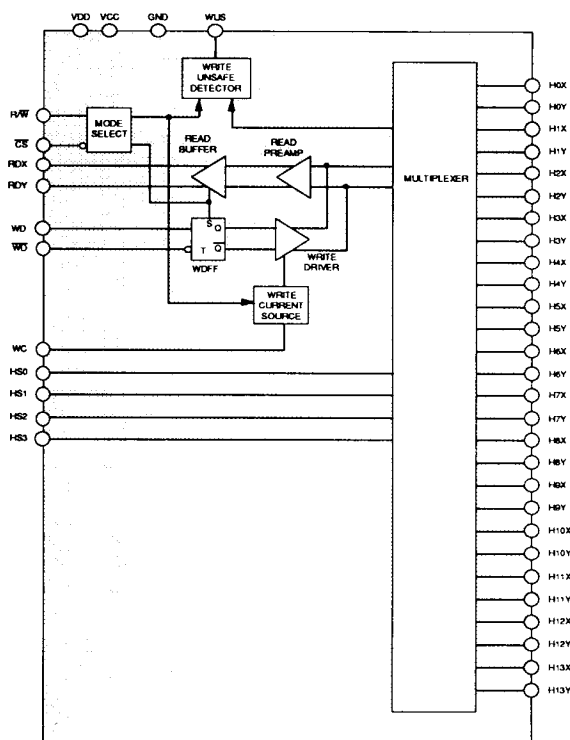 VDD VCC GND WUS
WRITE
UNSAFE
DETECTOR
R/W̅
MODE
SELECT
C̅S̅
READ
BUFFER
READ
PREAMP
RDX
RDY
MULTIPLEXER
WD
W̅D̅
S Q
T Q̅
WDFF
WRITE
DRIVER
WRITE
CURRENT
SOURCE
WC
HS0
HS1
HS2
HS3
H0X
H0Y
H1X
H1Y
H2X
H2Y
H3X
H3Y
H4X
H4Y
H5X
H5Y
H6X
H6Y
H7X
H7Y
H8X
H8Y
H9X
H9Y
H10X
H10Y
H11X
H11Y
H12X
H12Y
H13X
H13Y